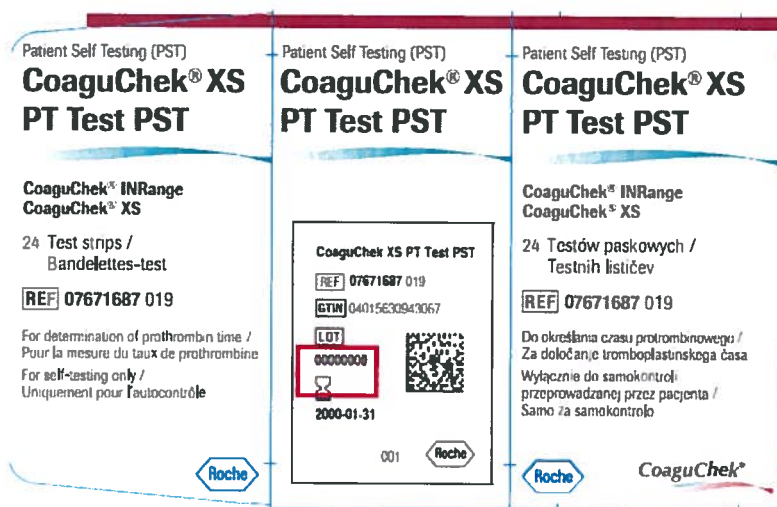 Patient Self Testing (PST)
CoaguChek® XS
PT Test PST
CoaguChek® INRange
CoaguChek® XS
24 Test strips /
Bandelettes-test
REF 07671687 019
For determination of prothrombin time /
Pour la mesure du taux de prothrombine
For self-testing only /
Uniquement pour l'autocontrôle
Roche
Patient Self Testing (PST)
CoaguChek® XS
PT Test PST
CoaguChek XS PT Test PST
REF 07671687 019
GTIN 04015630943067
LOT
00000000
2000-01-31
001
Roche
Patient Self Testing (PST)
CoaguChek® XS
PT Test PST
CoaguChek® INRange
CoaguChek® XS
24 Testów paskowych /
Testnih lističev
REF 07671687 019
Do określania czasu protrombinowego /
Za določanje tromboplastinskega časa
Wyłącznie do samokontroli
przeprowadzanej przez pacjenta /
Samo za samokontrolo
Roche
CoaguChek®